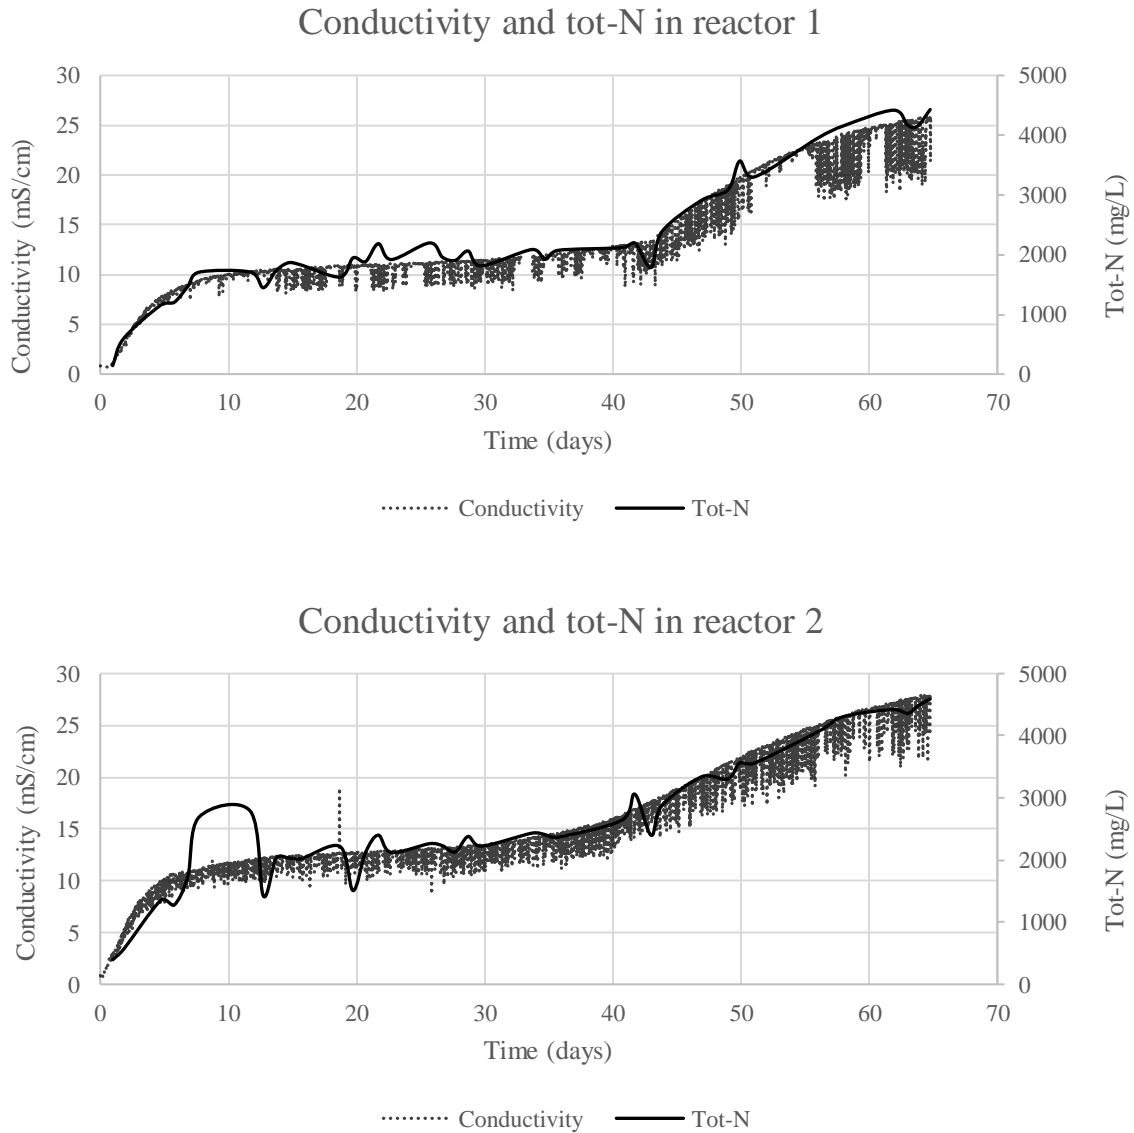 Conductivity and tot-N in reactor 1
30 5000
25 4000
20
15 3000
10 2000
5 1000
0 0
0 10 20 30 40 50 60 70
Conductivity (mS/cm)
Tot-N (mg/L)
Time (days)
Conductivity Tot-N
Conductivity and tot-N in reactor 2
30 5000
25 4000
20
15 3000
10 2000
5 1000
0 0
0 10 20 30 40 50 60 70
Conductivity (mS/cm)
Tot-N (mg/L)
Time (days)
Conductivity Tot-N